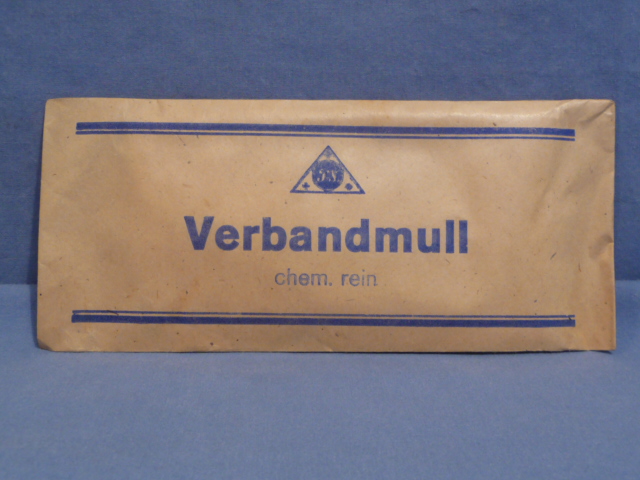 Verbandmull
chem. rein